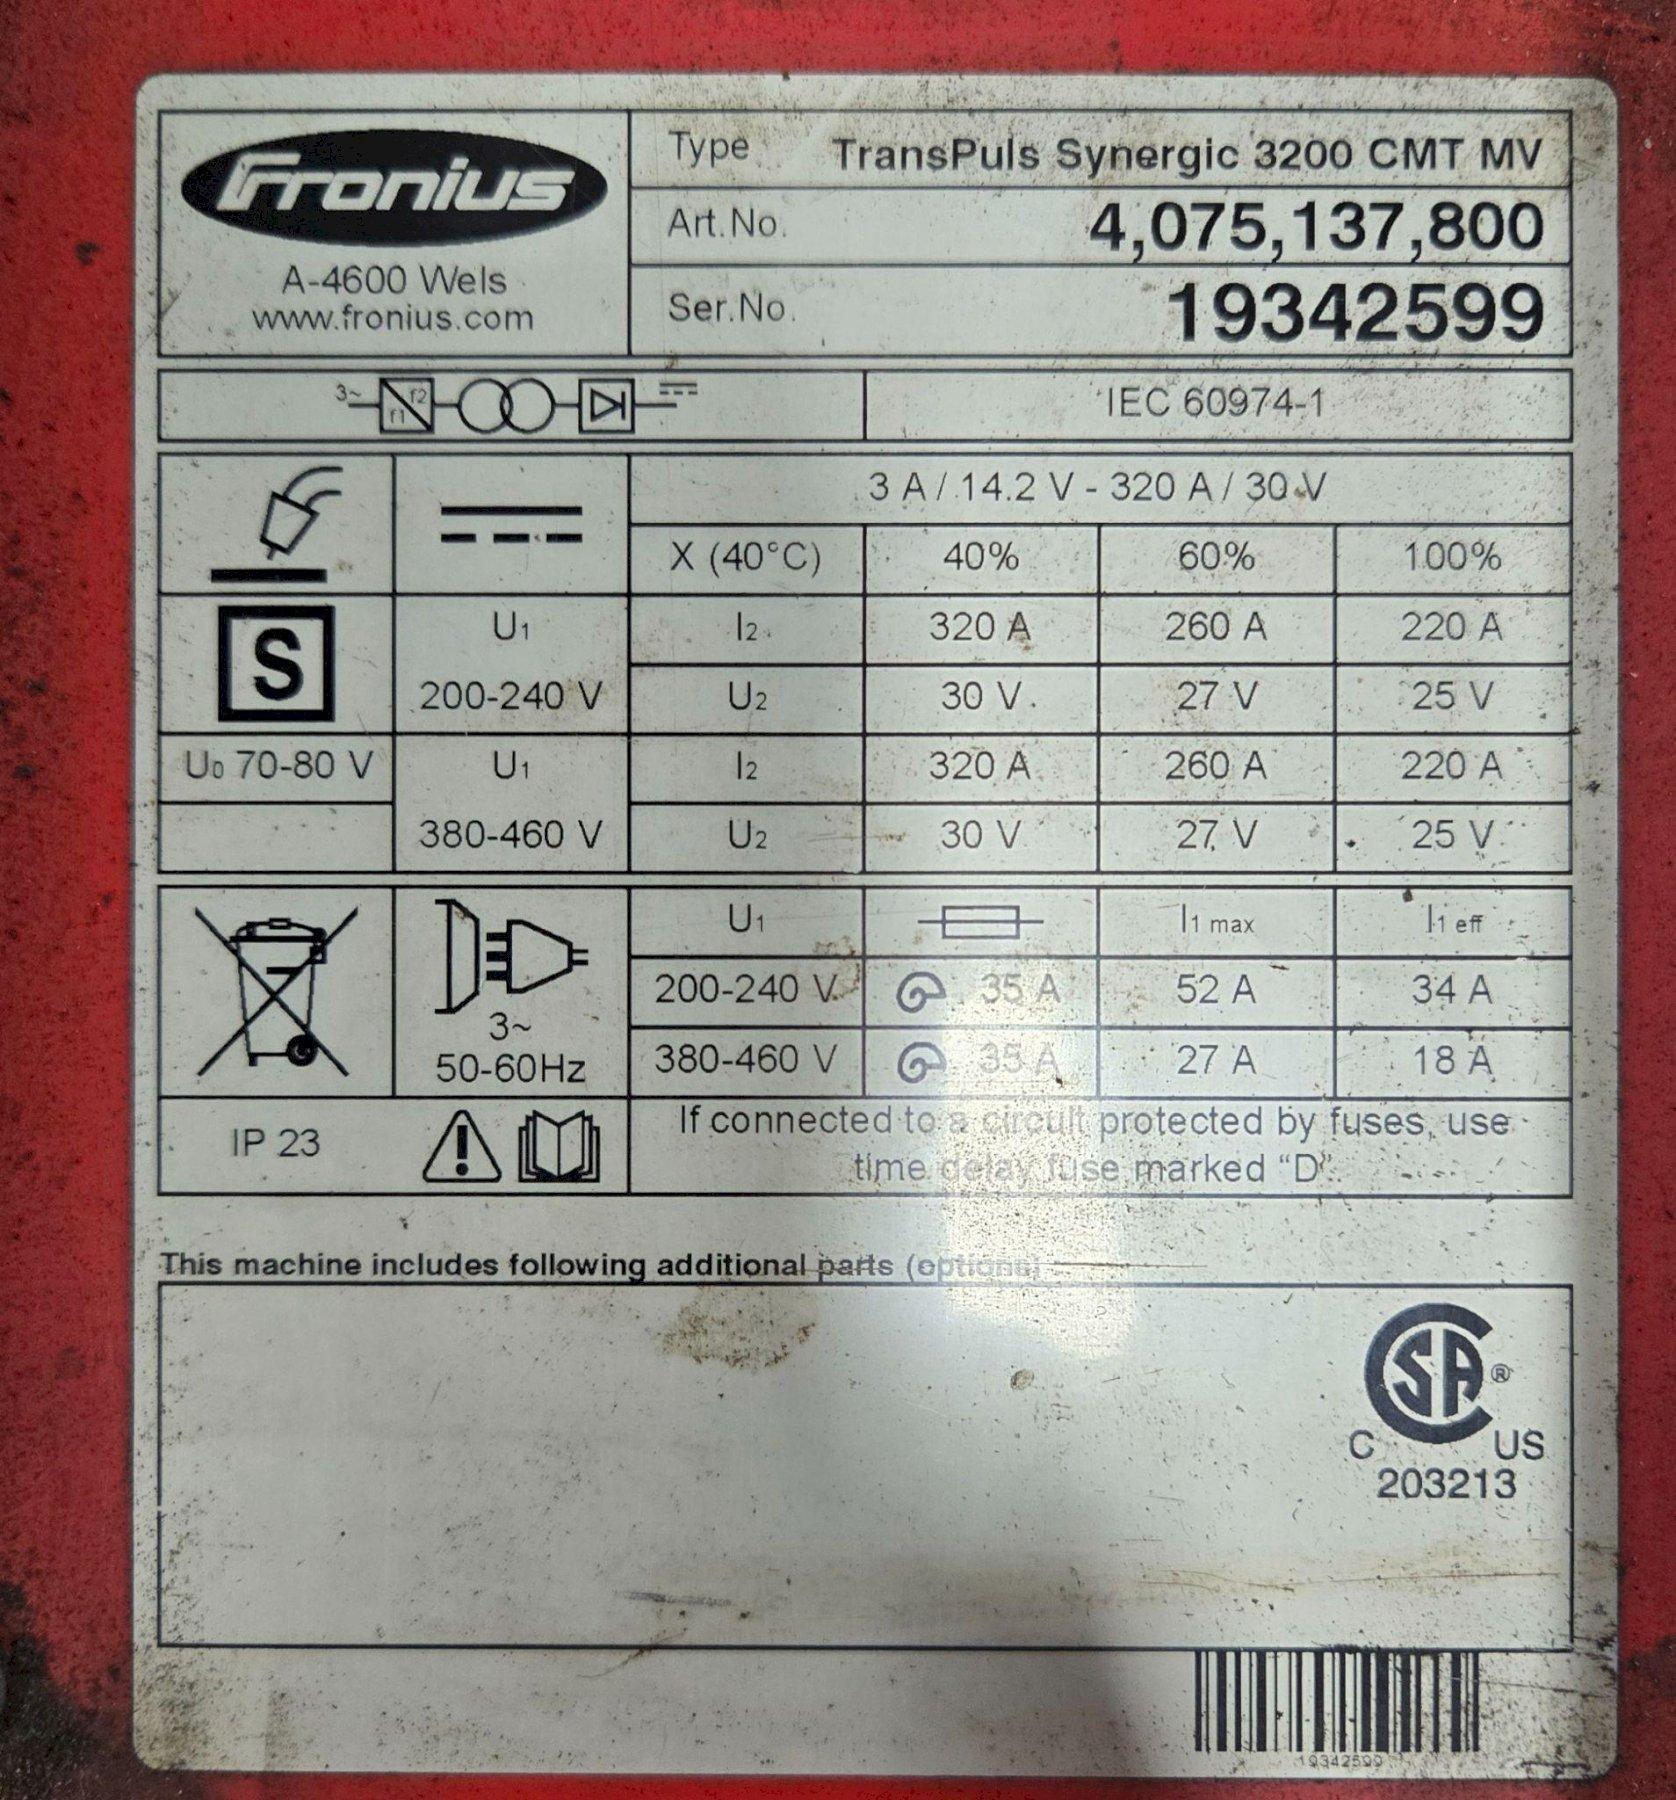 Fronius
A-4600 Wels
www.fronius.com
Type TransPuls Synergic 3200 CMT MV
Art.No. 4,075,137,800
Ser.No. 19342599
3~ f1 f2
IEC 60974-1
3 A / 14.2 V - 320 A / 30 V
X (40°C) 40% 60% 100%
S
U1 I2 320 A 260 A 220 A
200-240 V U2 30 V 27 V 25 V
U0 70-80 V U1 I2 320 A 260 A 220 A
380-460 V U2 30 V 27 V 25 V
U1 I1 max I1 eff
200-240 V 35 A 52 A 34 A
3~
380-460 V 35 A 27 A 18 A
50-60Hz
IP 23
If connected to a circuit protected by fuses, use
time delay fuse marked “D”.
This machine includes following additional parts (options)
CSA ®
C US
203213
19342599